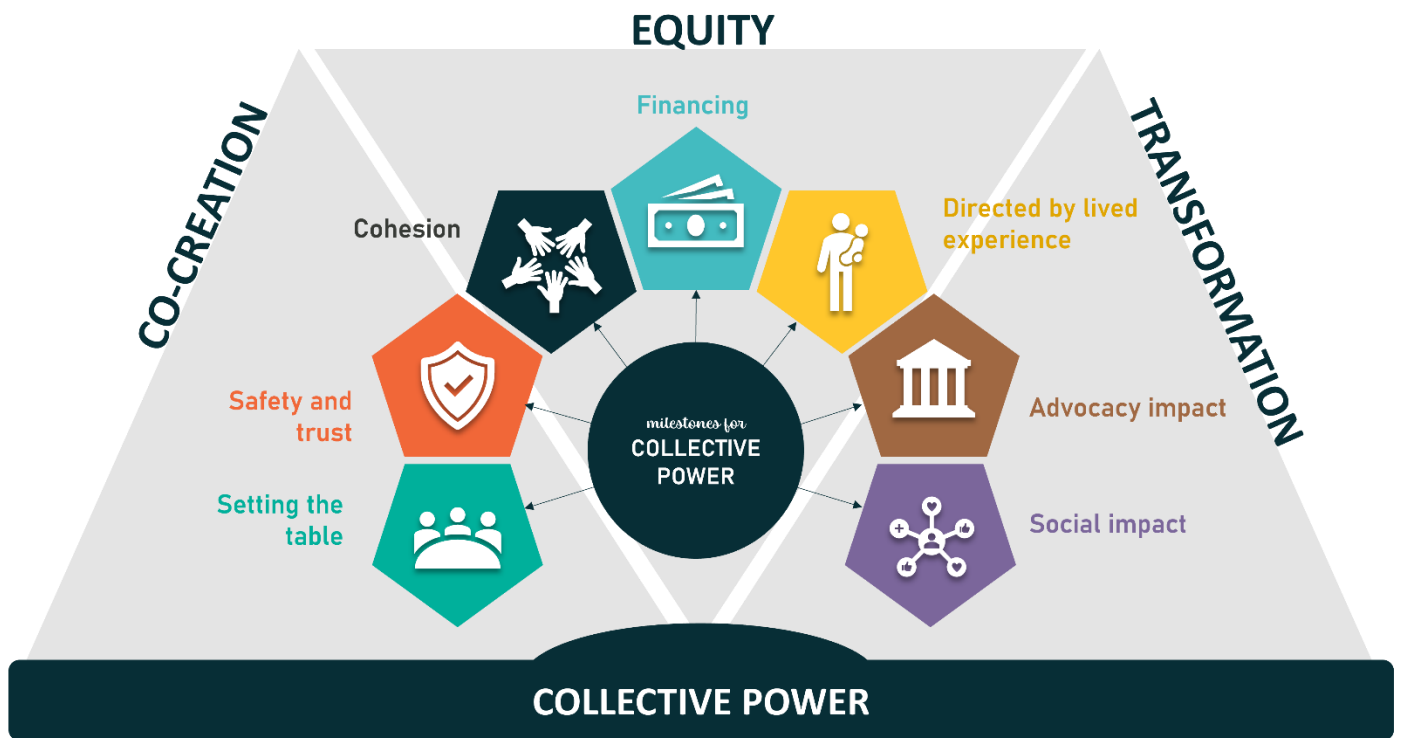 EQUITY
CO-CREATION
TRANSFORMATION
Financing
Cohesion
Directed by lived
experience
Safety and
trust
Advocacy impact
Setting the
table
Social impact
milestones for
COLLECTIVE
POWER
COLLECTIVE POWER